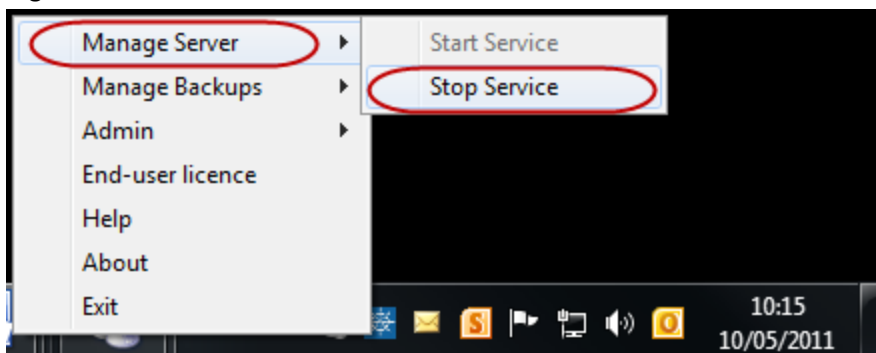 Manage Server
Start Service
Manage Backups
Stop Service
Admin
End-user licence
Help
About
Exit
10:15
10/05/2011